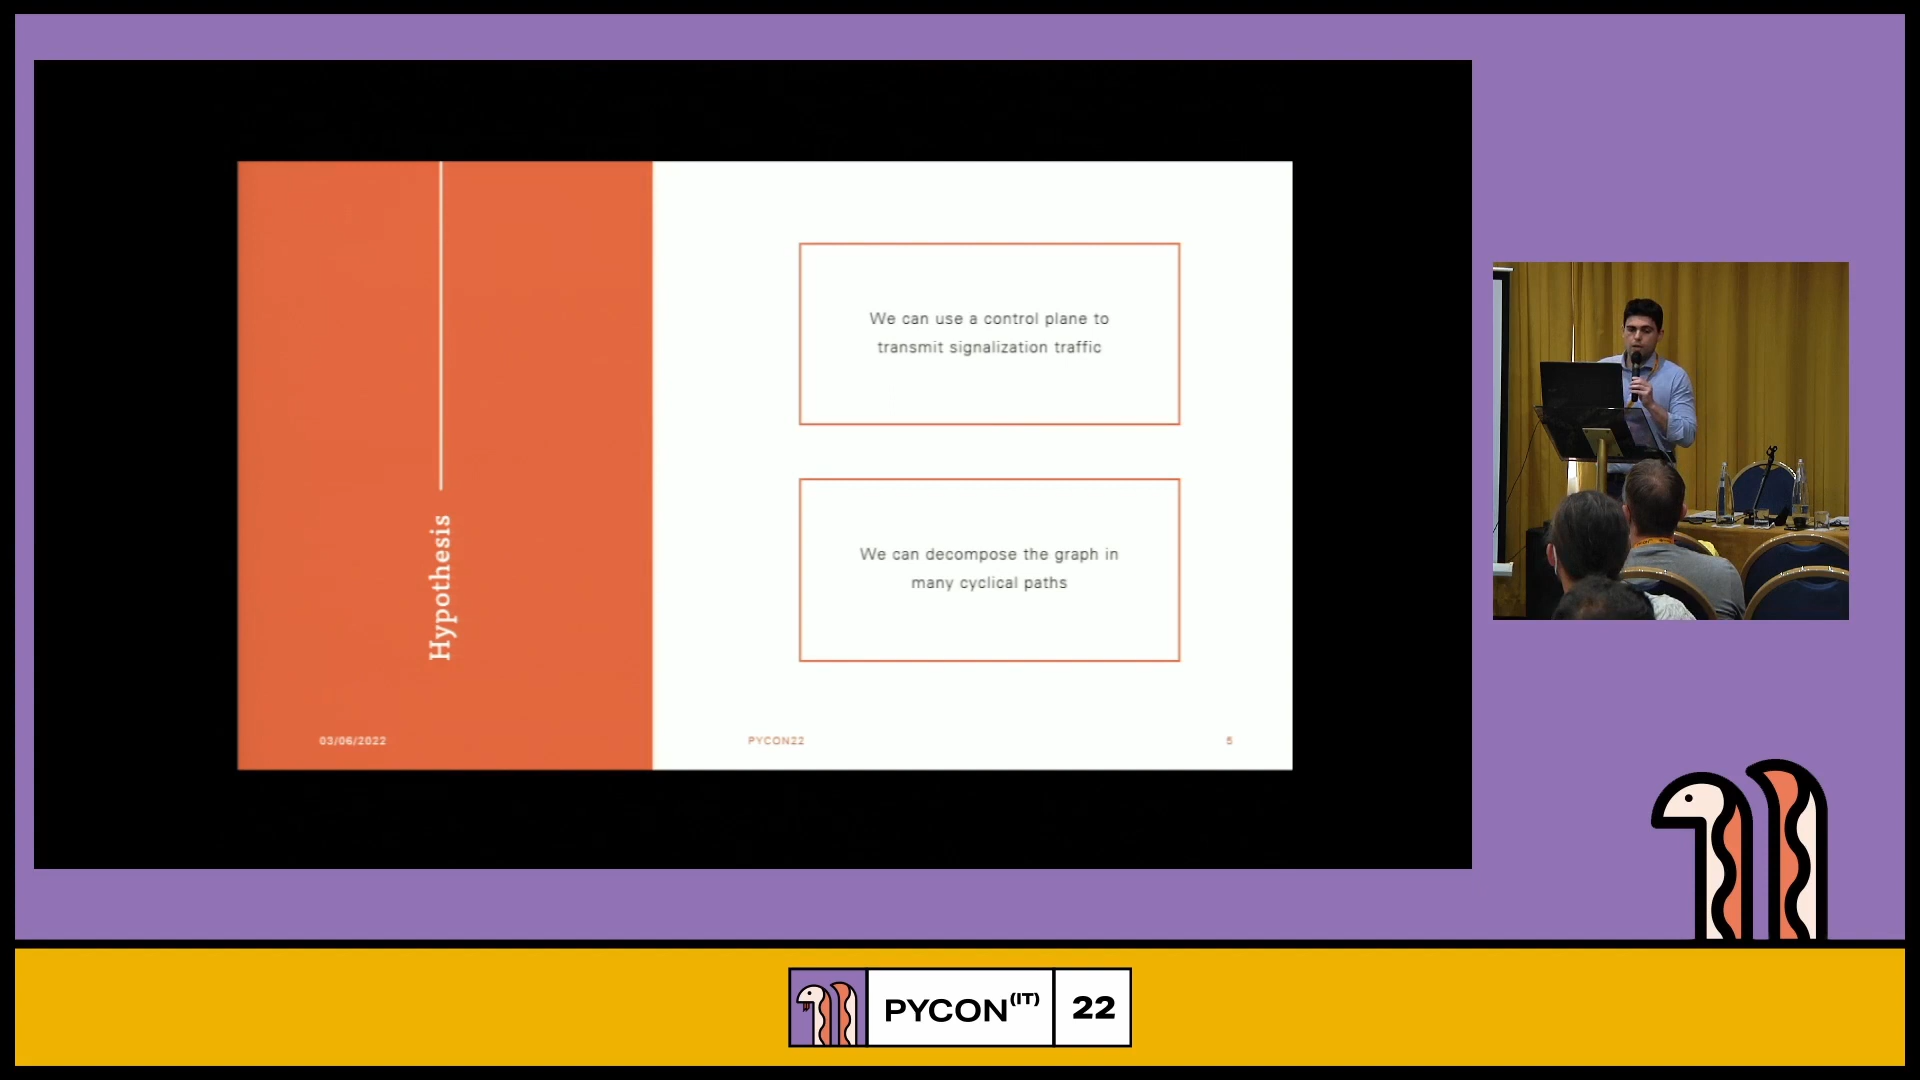 Hypothesis
We can use a control plane to
transmit signalization traffic
We can decompose the graph in
many cyclical paths
03/06/2022
PYCON22
5
PYCON(IT) 22